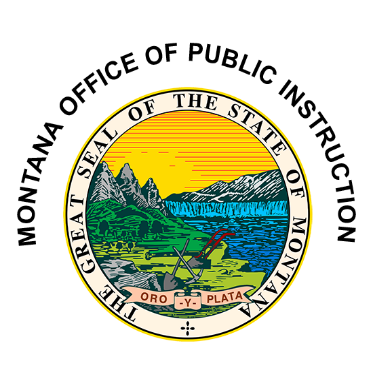 MONTANA OFFICE OF PUBLIC INSTRUCTION
THE GREAT SEAL OF THE STATE OF MONTANA
ORO -Y- PLATA